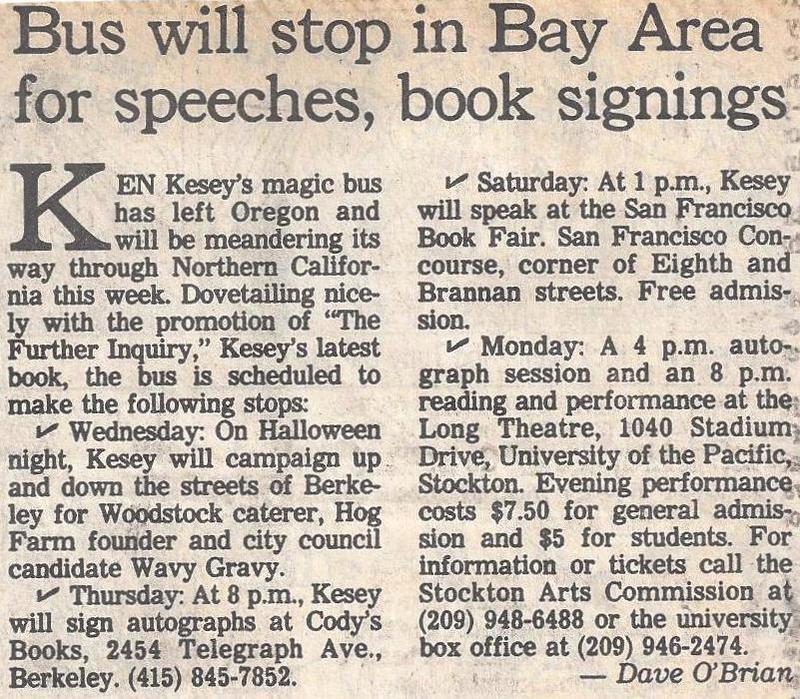 Bus will stop in Bay Area
for speeches, book signings
KEN Kesey's magic bus
has left Oregon and
will be meandering its
way through Northern Califor-
nia this week. Dovetailing nice-
ly with the promotion of "The
Further Inquiry," Kesey's latest
book, the bus is scheduled to
make the following stops:
✓ Wednesday: On Halloween
night, Kesey will campaign up
and down the streets of Berke-
ley for Woodstock caterer, Hog
Farm founder and city council
candidate Wavy Gravy.
✓ Thursday: At 8 p.m., Kesey
will sign autographs at Cody's
Books, 2454 Telegraph Ave.,
Berkeley. (415) 845-7852.
✓ Saturday: At 1 p.m., Kesey
will speak at the San Francisco
Book Fair. San Francisco Con-
course, corner of Eighth and
Brannan streets. Free admis-
sion.
✓ Monday: A 4 p.m. auto-
graph session and an 8 p.m.
reading and performance at the
Long Theatre, 1040 Stadium
Drive, University of the Pacific,
Stockton. Evening performance
costs $7.50 for general admis-
sion and $5 for students. For
information or tickets call the
Stockton Arts Commission at
(209) 948-6488 or the university
box office at (209) 946-2474.
— Dave O'Brian